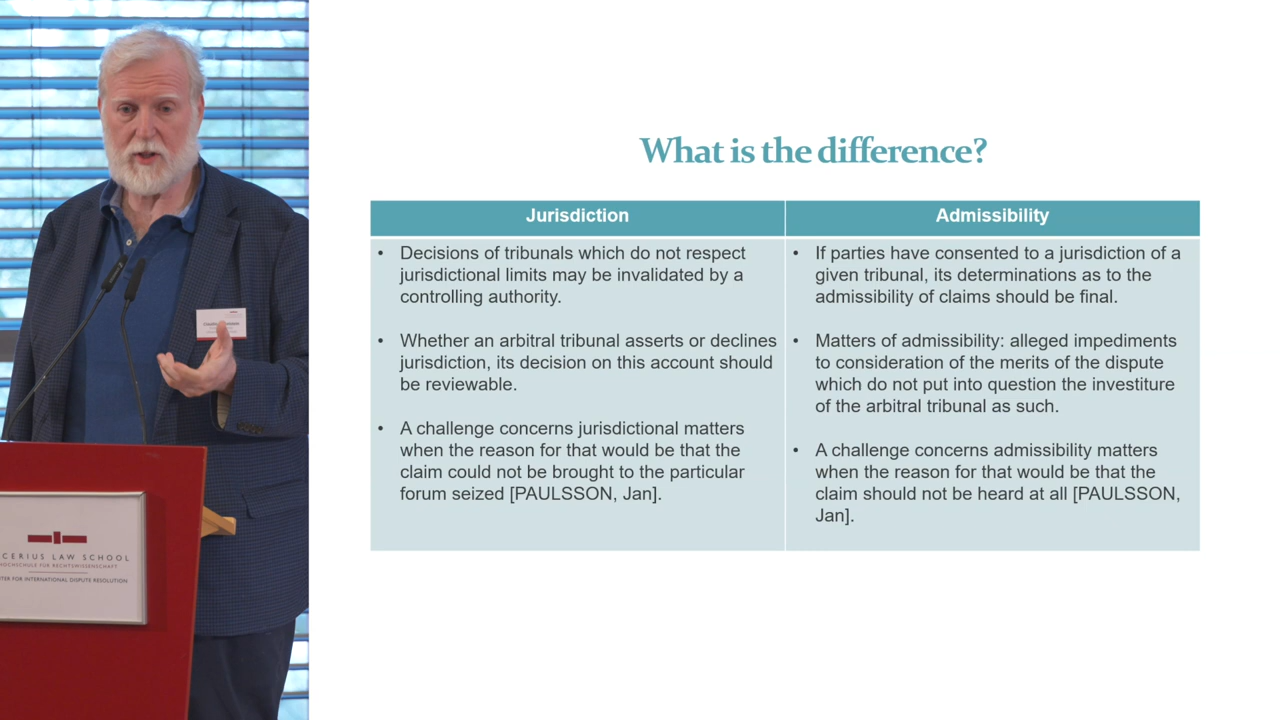 What is the difference?
Jurisdiction
• Decisions of tribunals which do not respect
jurisdictional limits may be invalidated by a
controlling authority.
• Whether an arbitral tribunal asserts or declines
jurisdiction, its decision on this account should
be reviewable.
• A challenge concerns jurisdictional matters
when the reason for that would be that the
claim could not be brought to the particular
forum seized [PAULSSON, Jan].
Admissibility
• If parties have consented to a jurisdiction of a
given tribunal, its determinations as to the
admissibility of claims should be final.
• Matters of admissibility: alleged impediments
to consideration of the merits of the dispute
which do not put into question the investiture
of the arbitral tribunal as such.
• A challenge concerns admissibility matters
when the reason for that would be that the
claim should not be heard at all [PAULSSON,
Jan].
CERIUS LAW SCHOOL
HOCHSCHULE FÜR RECHTSWISSENSCHAFT
TER FOR INTERNATIONAL DISPUTE RESOLUTION